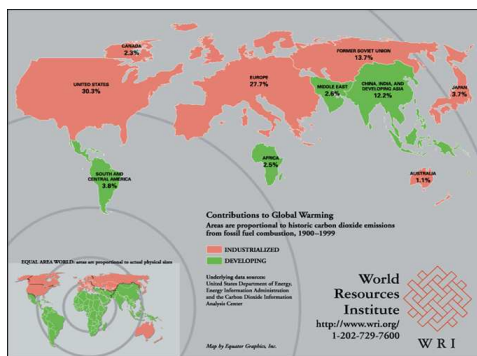 CANADA
2.3%
FORMER SOVIET UNION
13.7%
UNITED STATES
30.3%
EUROPE
27.7%
MIDDLE EAST
2.6%
CHINA, INDIA, AND
DEVELOPING ASIA
12.2%
JAPAN
3.7%
AFRICA
2.5%
SOUTH AND
CENTRAL AMERICA
3.8%
AUSTRALIA
1.1%
Contributions to Global Warming
Areas are proportional to historic carbon dioxide emissions
from fossil fuel combustion, 1900–1999
INDUSTRIALIZED
DEVELOPING
EQUAL AREA WORLD: areas are proportional to actual physical sizes
Underlying data sources:
United States Department of Energy,
Energy Information Administration
and the Carbon Dioxide Information
Analysis Center
Map by Equator Graphics, Inc.
World
Resources
Institute
http://www.wri.org/
1-202-729-7600
WRI